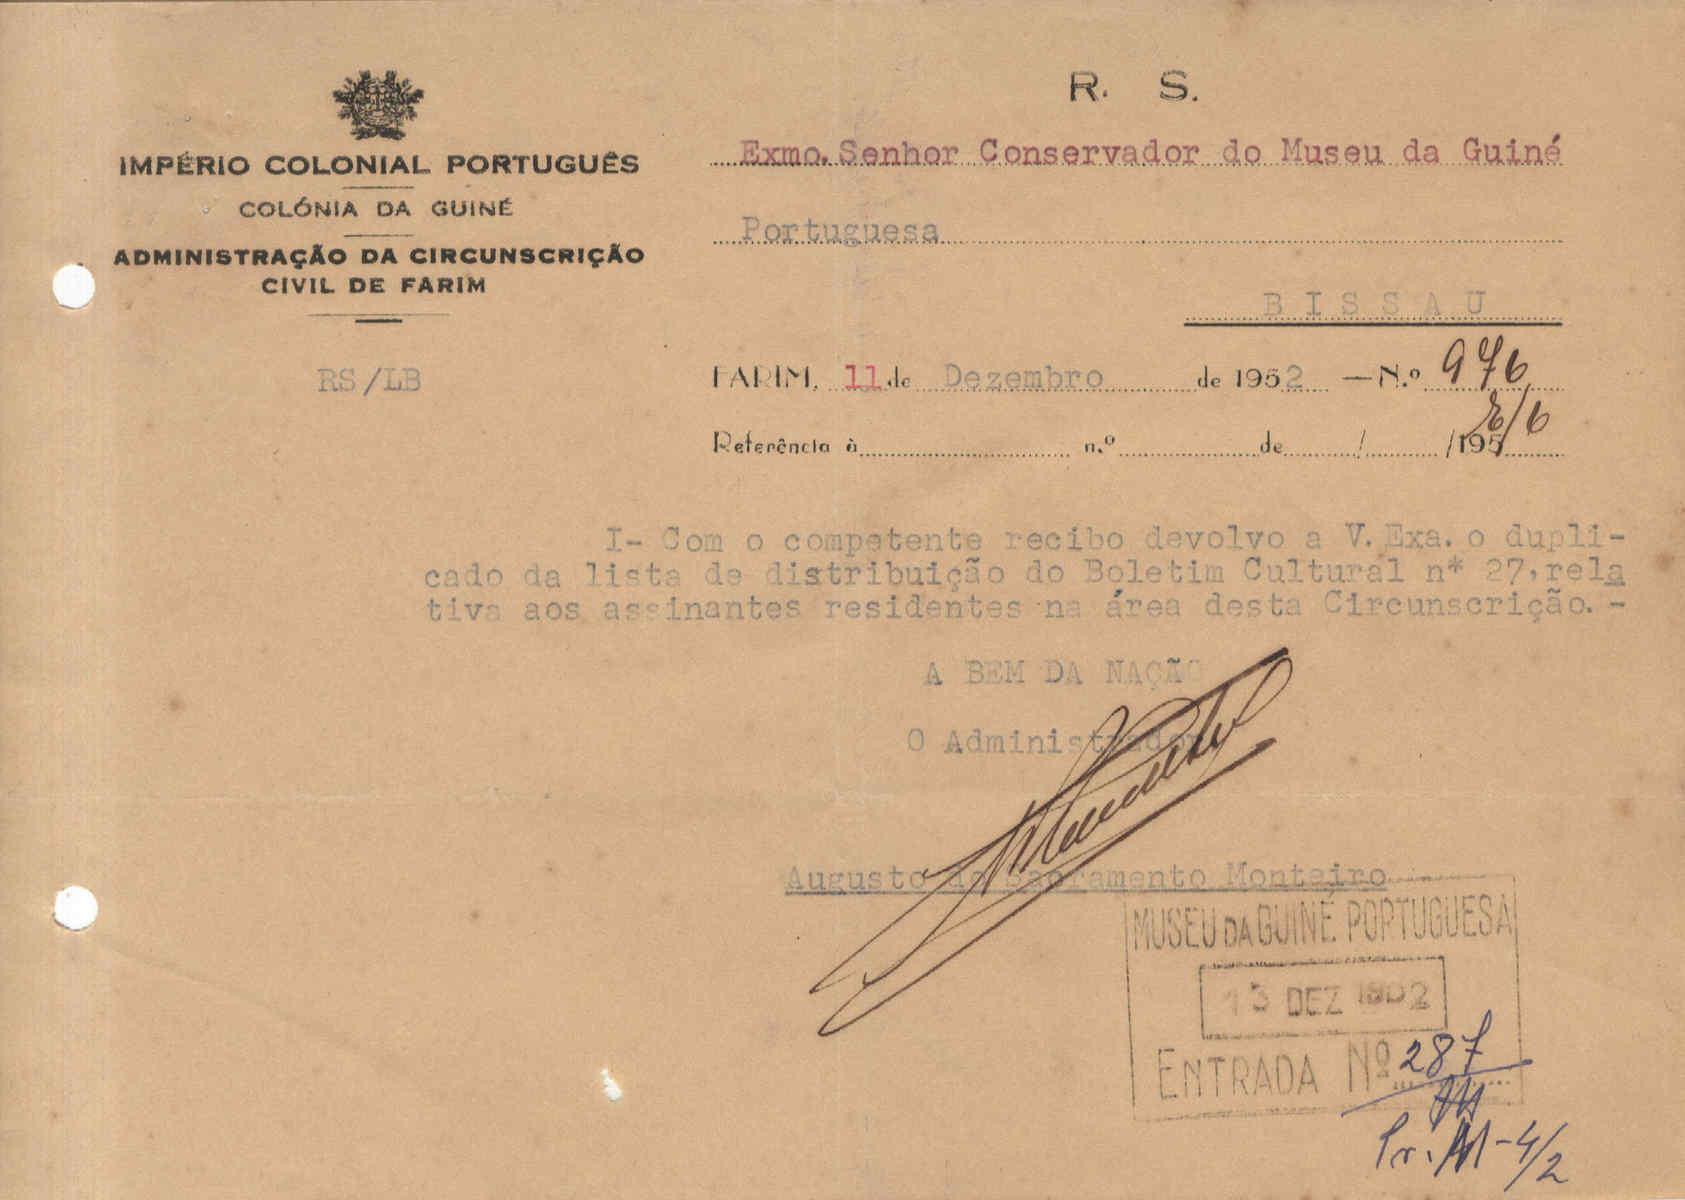 IMPÉRIO COLONIAL PORTUGUÊS
COLÓNIA DA GUINÉ
ADMINISTRAÇÃO DA CIRCUNSCRIÇÃO
CIVIL DE FARIM
RS/LB
R. S.
Exmo. Senhor Conservador do Museu da Guiné
Portuguesa
BISSAU
FARIM, 11 de Dezembro de 1952 — N.º 976
Referência à n.º de / /195
I- Com o competente recibo devolvo a V. Exa. o dupli-
cado da lista de distribuição do Boletim Cultural n* 27, rela
tiva aos assinantes residentes na área desta Circunscrição. -
A BEM DA NAÇÃO
O Administrador
Augusto do Sacramento Monteiro
MUSEU DA GUINÉ PORTUGUESA
13 DEZ 1952
ENTRADA Nº 287